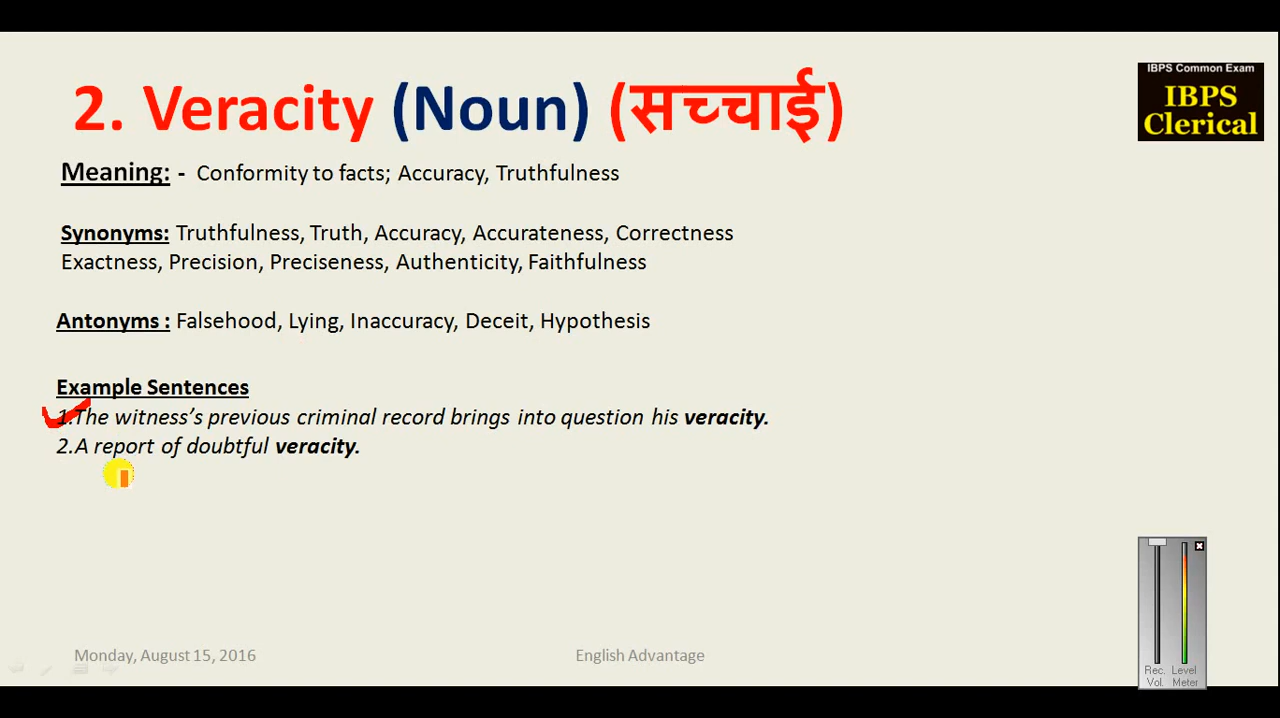 2. Veracity (Noun) (सच्चाई)
IBPS Common Exam
IBPS
Clerical
Meaning: - Conformity to facts; Accuracy, Truthfulness
Synonyms: Truthfulness, Truth, Accuracy, Accurateness, Correctness
Exactness, Precision, Preciseness, Authenticity, Faithfulness
Antonyms : Falsehood, Lying, Inaccuracy, Deceit, Hypothesis
Example Sentences
1.The witness’s previous criminal record brings into question his veracity.
2.A report of doubtful veracity.
Monday, August 15, 2016
English Advantage
Rec. Level
Vol. Meter